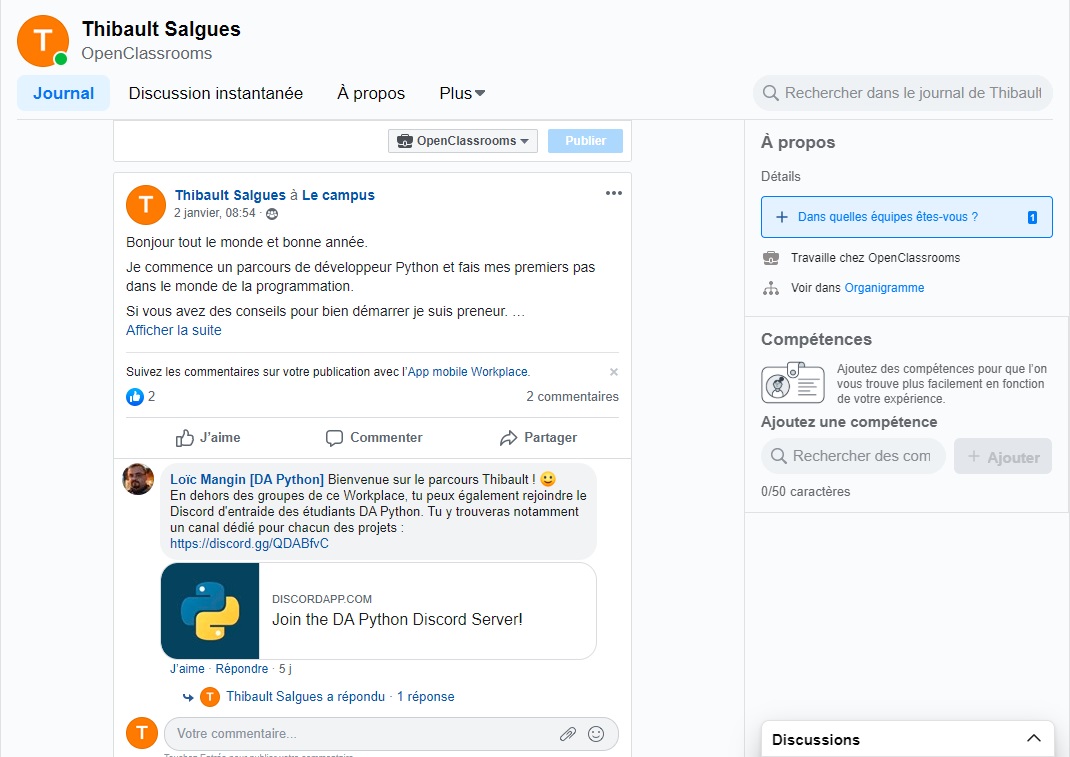 T
Thibault Salgues
OpenClassrooms
Journal
Discussion instantanée
À propos
Plus
Rechercher dans le journal de Thibault
OpenClassrooms
Publier
T
Thibault Salgues à Le campus
2 janvier, 08:54 ·
Bonjour tout le monde et bonne année.
Je commence un parcours de développeur Python et fais mes premiers pas
dans le monde de la programmation.
Si vous avez des conseils pour bien démarrer je suis preneur. …
Afficher la suite
Suivez les commentaires sur votre publication avec l’App mobile Workplace.
2
2 commentaires
J’aime
Commenter
Partager
Loïc Mangin [DA Python] Bienvenue sur le parcours Thibault !
En dehors des groupes de ce Workplace, tu peux également rejoindre le
Discord d'entraide des étudiants DA Python. Tu y trouveras notamment
un canal dédié pour chacun des projets :
https://discord.gg/QDABfvC
DISCORDAPP.COM
Join the DA Python Discord Server!
J’aime · Répondre · 5 j
T
Thibault Salgues a répondu · 1 réponse
T
Votre commentaire...
À propos
Détails
+ Dans quelles équipes êtes-vous ?
1
Travaille chez OpenClassrooms
Voir dans Organigramme
Compétences
Ajoutez des compétences pour que l’on
vous trouve plus facilement en fonction
de votre expérience.
Ajoutez une compétence
Rechercher des com
+ Ajouter
0/50 caractères
Discussions